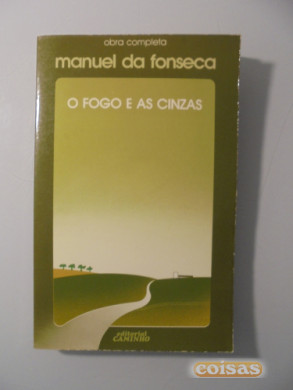 obra completa
manuel da fonseca
O FOGO E AS CINZAS
editorial
CAMINHO
coisas